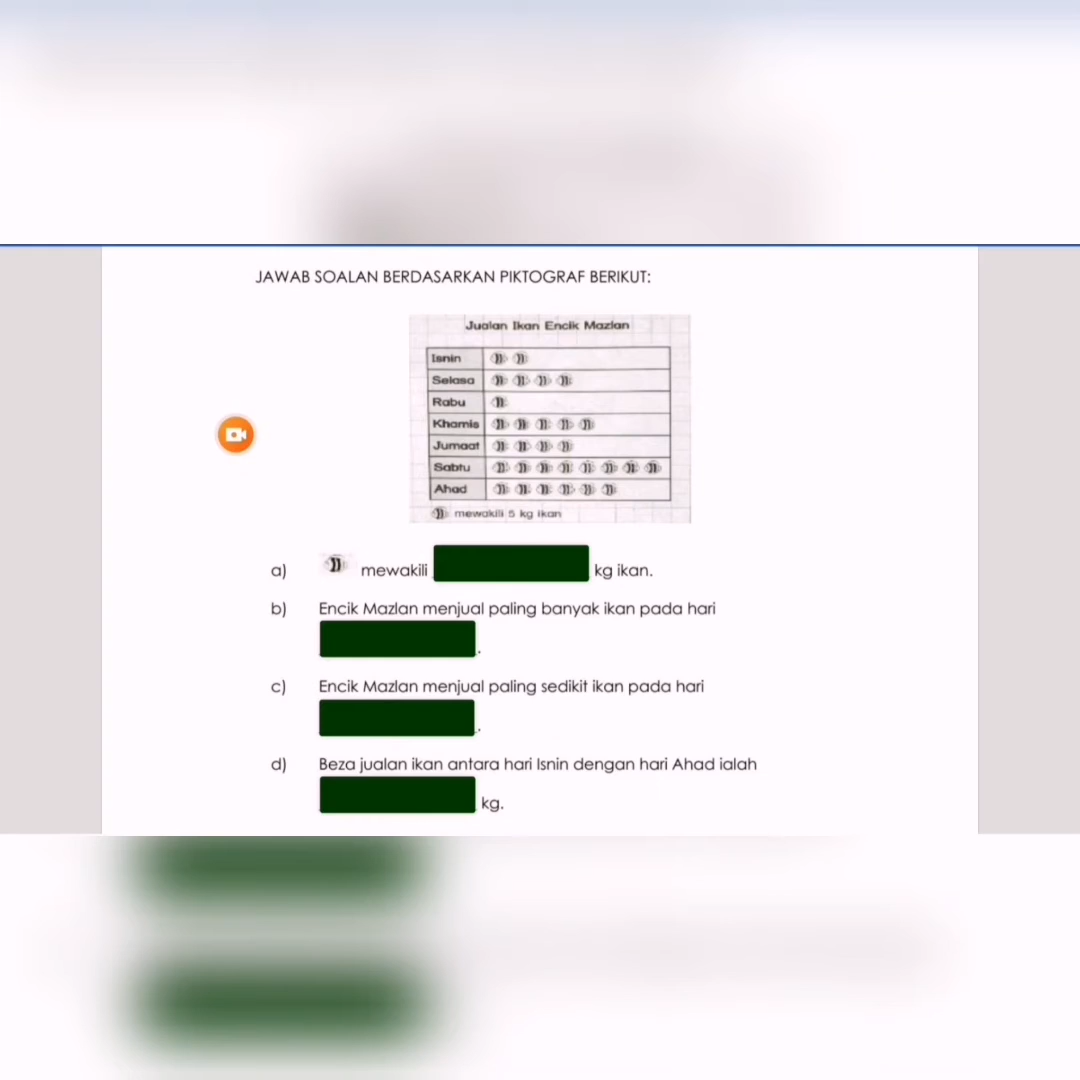 JAWAB SOALAN BERDASARKAN PIKTOGRAF BERIKUT:
Jualan Ikan Encik Mazlan
Isnin
Selasa
Rabu
Khamis
Jumaat
Sabtu
Ahad
mewakili 5 kg ikan
a) mewakili kg ikan.
b) Encik Mazlan menjual paling banyak ikan pada hari
.
c) Encik Mazlan menjual paling sedikit ikan pada hari
.
d) Beza jualan ikan antara hari Isnin dengan hari Ahad ialah
kg.